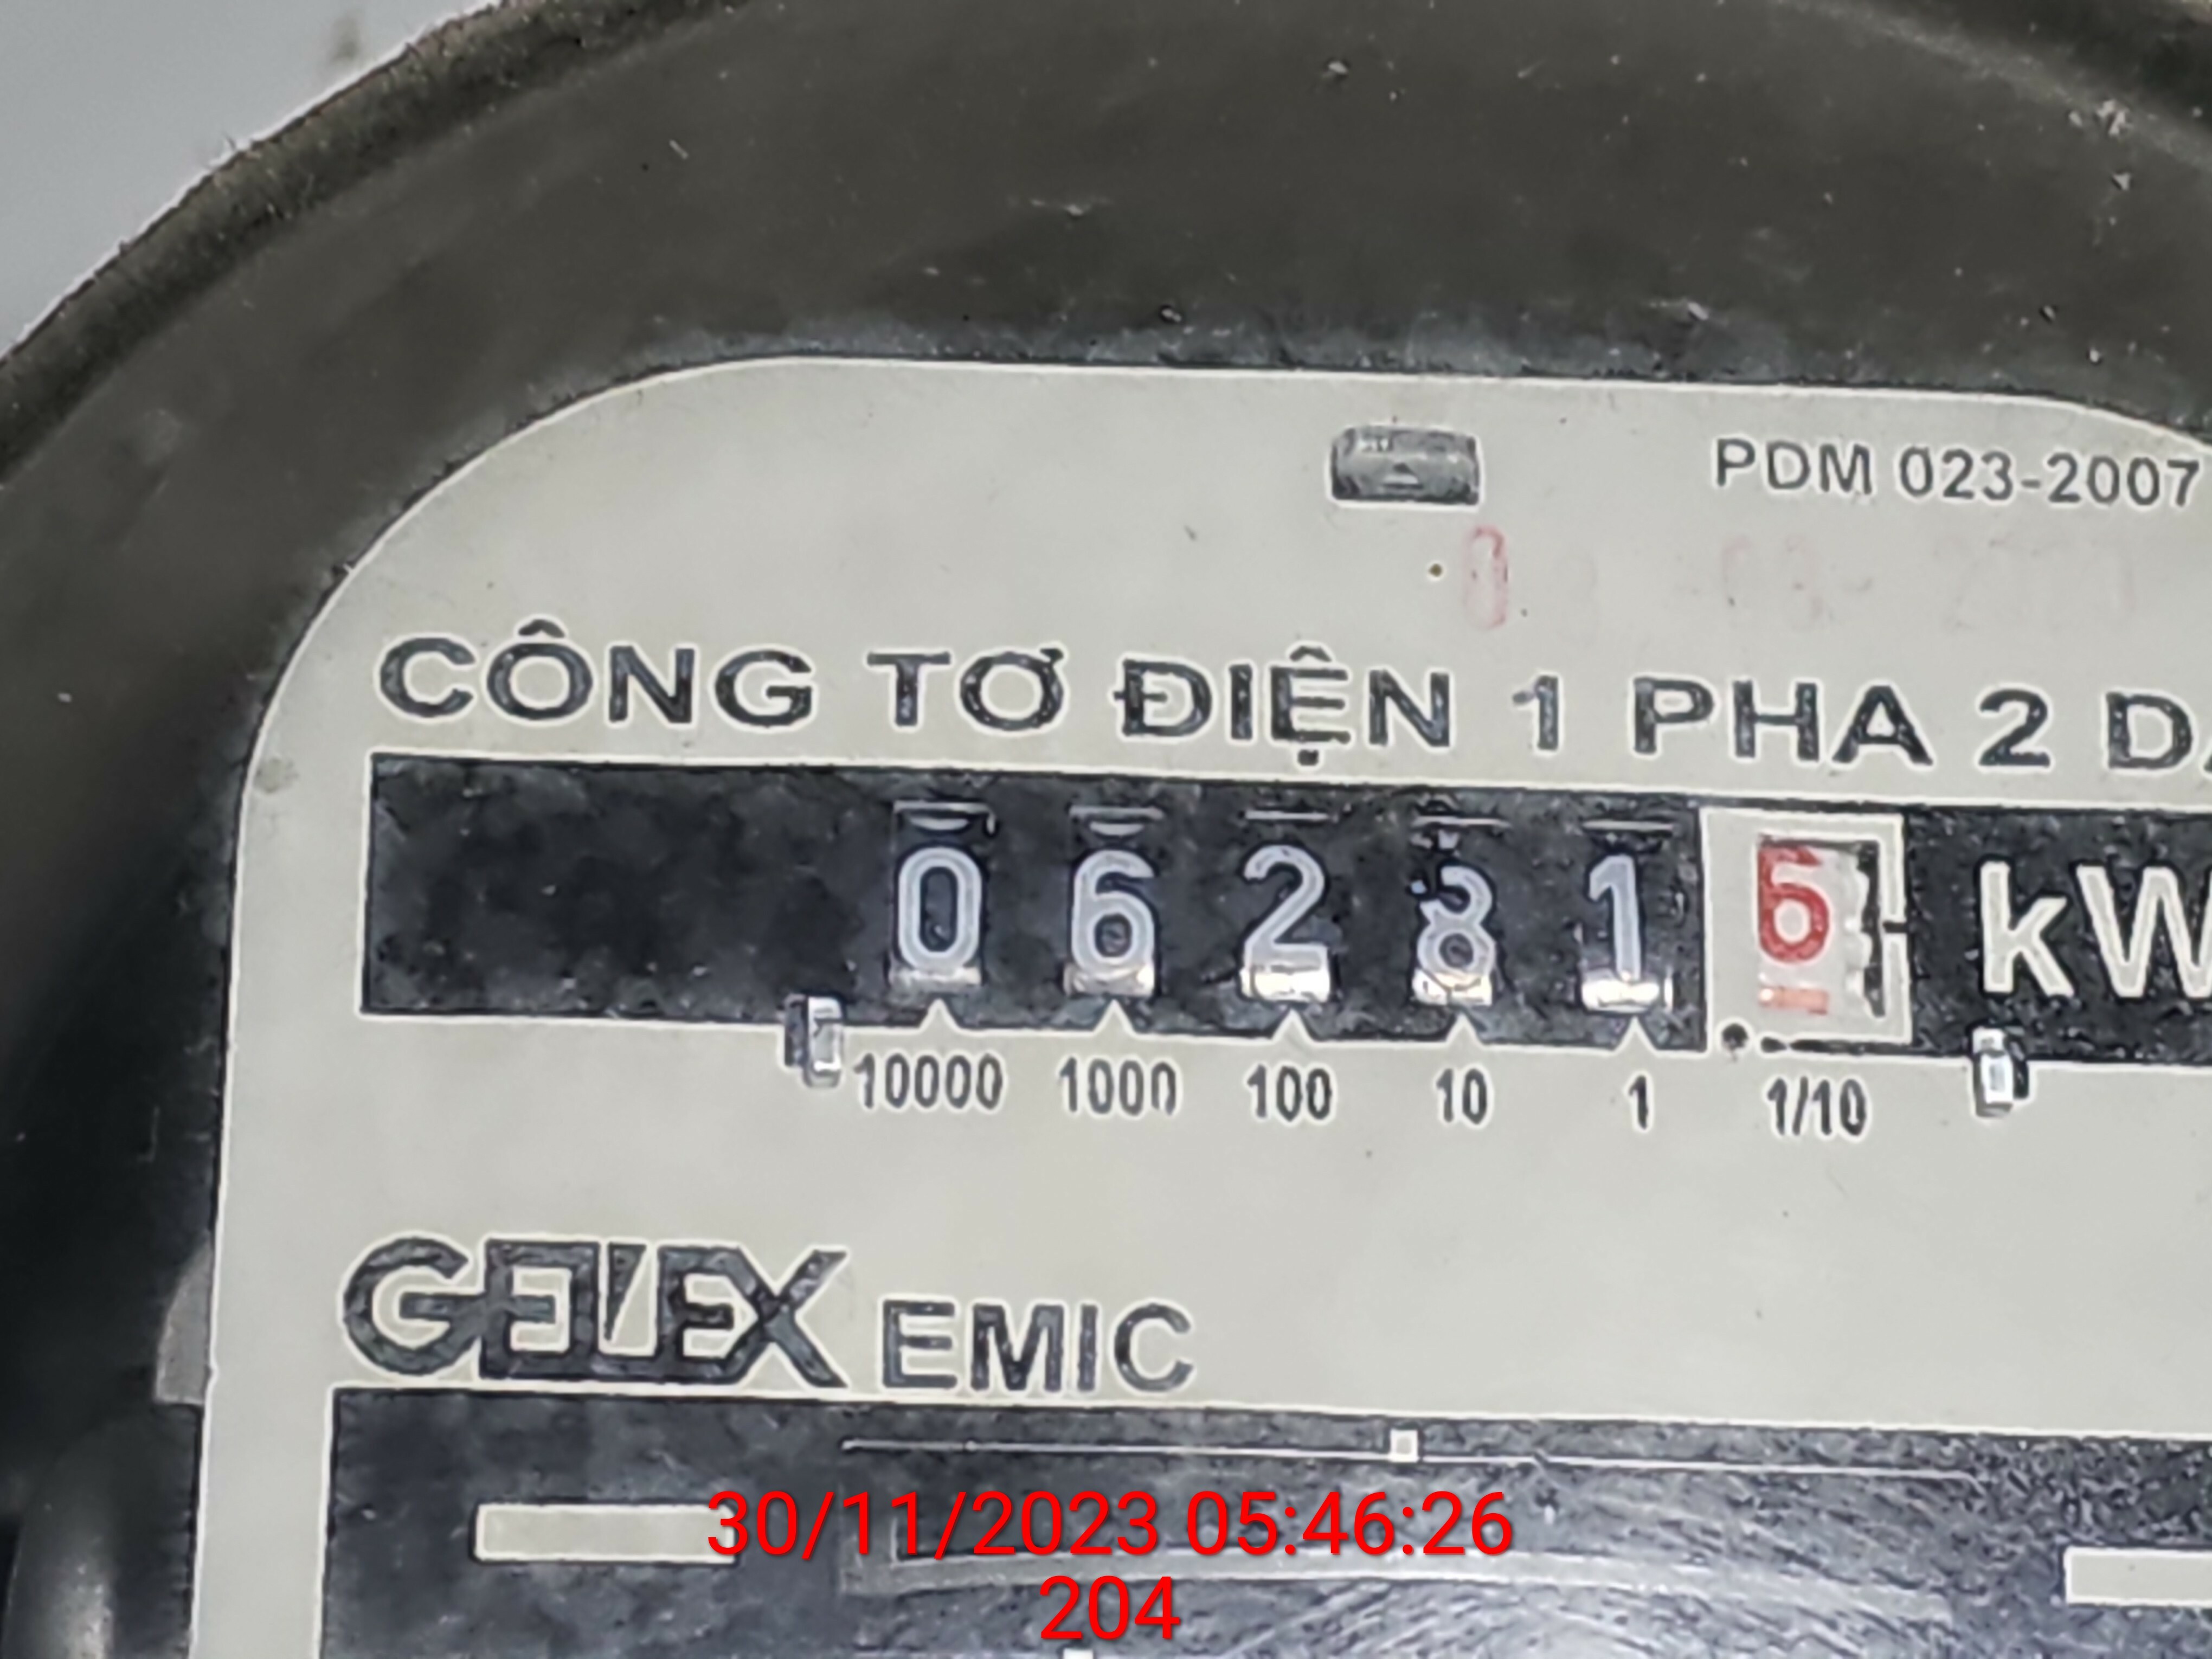 PDM 023-2007
0
CÔNG TƠ ĐIỆN 1 PHA 2
0 6 2 8 1 6 kW
10000 1000 100 10 1 1/10
GELEX EMIC
30/11/2023 05:46:26
204